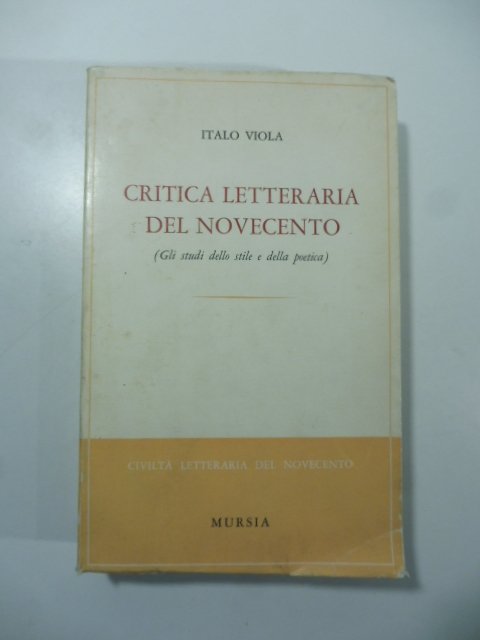 ITALO VIOLA
CRITICA LETTERARIA
DEL NOVECENTO
(Gli studi dello stile e della poetica)
CIVILTÀ LETTERARIA DEL NOVECENTO
MURSIA